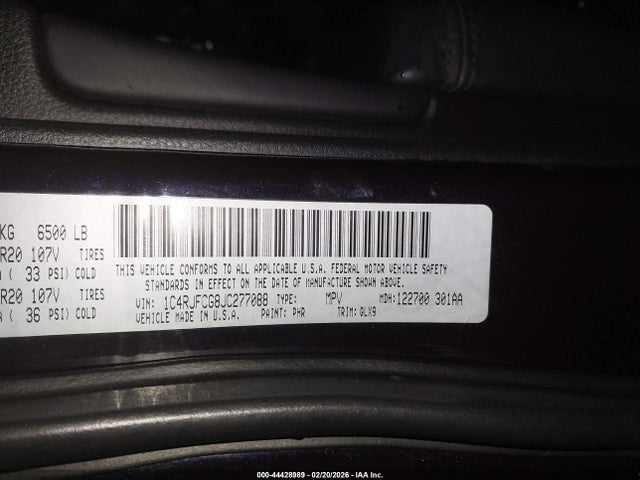 KG 6500 LB
R20 107V TIRES
( 33 PSI) COLD
R20 107V TIRES
( 36 PSI) COLD
THIS VEHICLE CONFORMS TO ALL APPLICABLE U.S.A. FEDERAL MOTOR VEHICLE SAFETY
STANDARDS IN EFFECT ON THE DATE OF MANUFACTURE SHOWN ABOVE.
VIN: 1C4RJFCG8JC277088 TYPE: MPV MDH:122700 301AA
VEHICLE MADE IN U.S.A. PAINT: PHR TRIM:QLX9
000-44428989 - 02/20/2026 - IAA Inc.